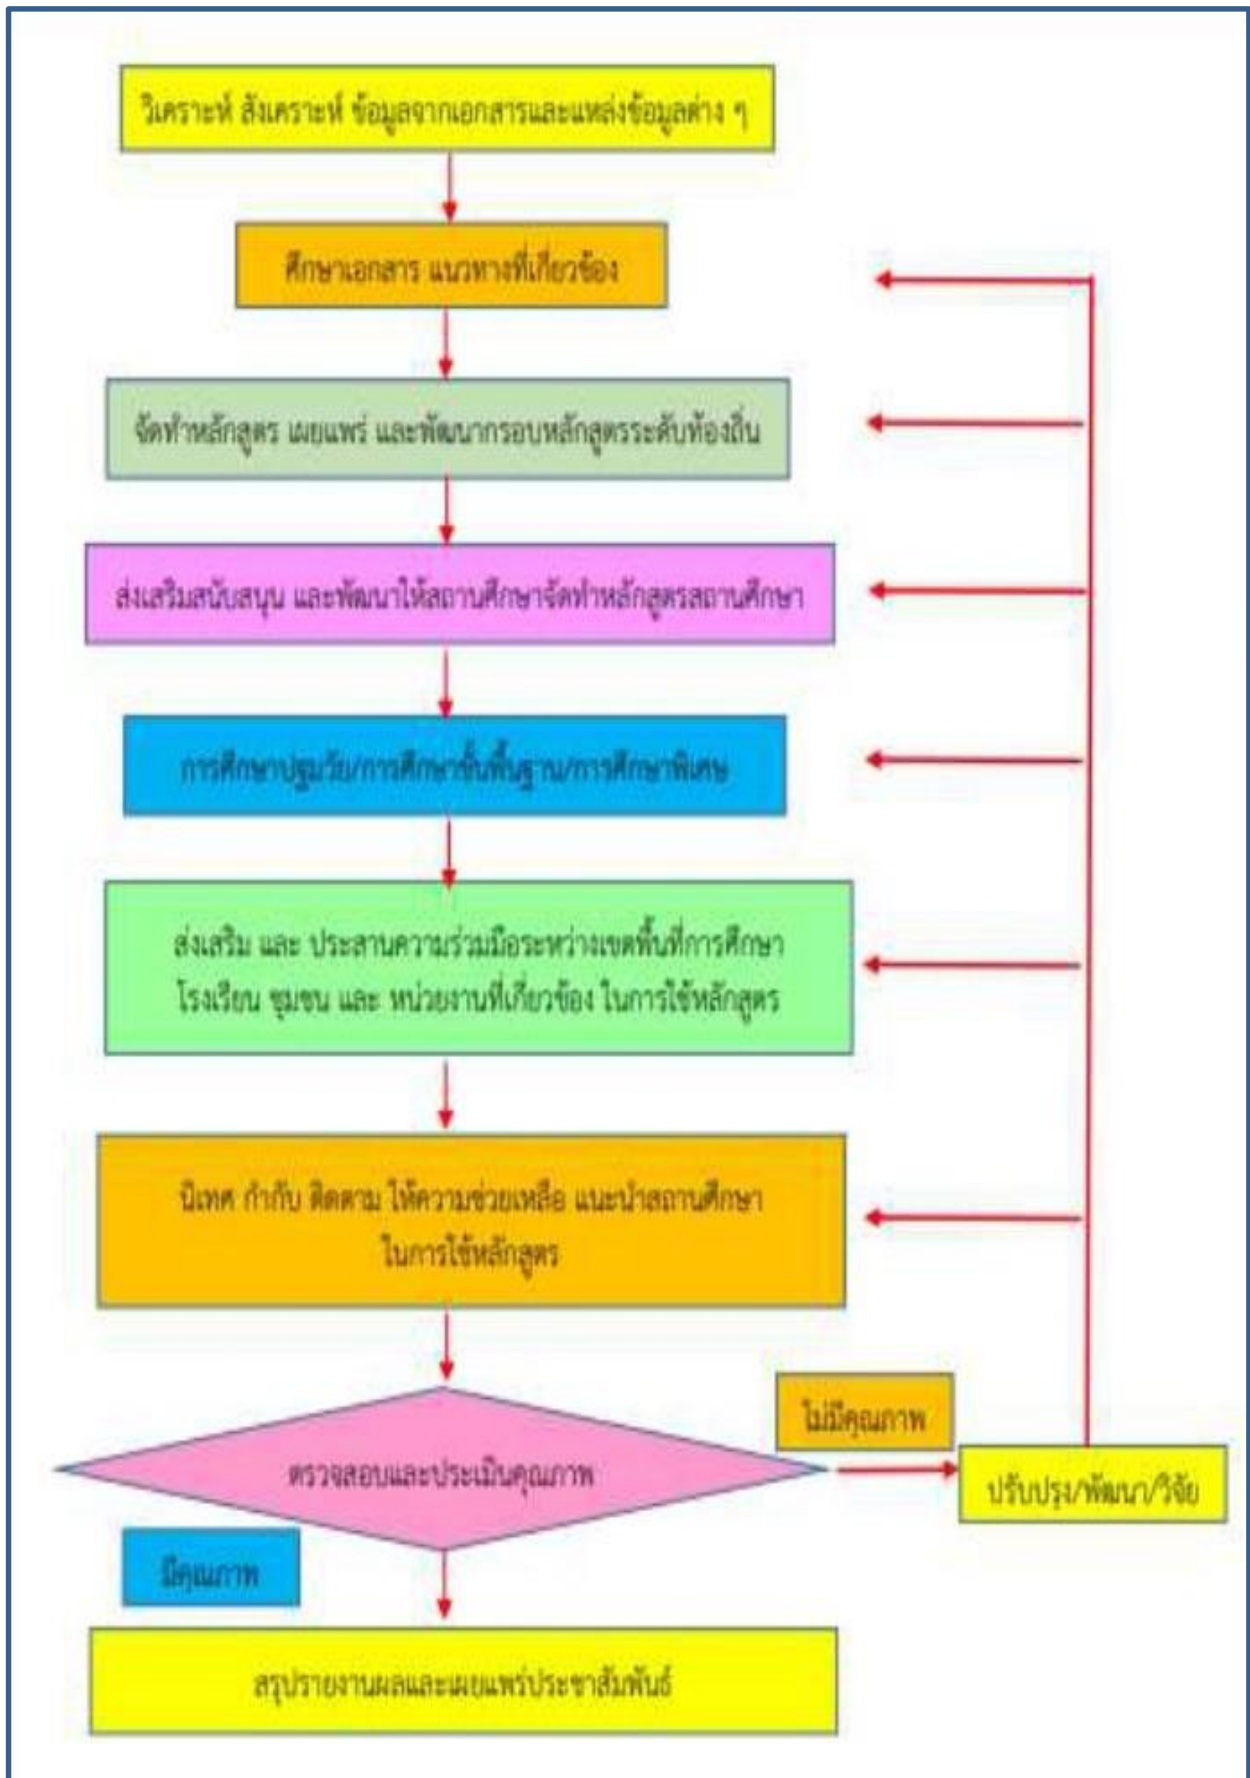 วิเคราะห์ สังเคราะห์ ข้อมูลจากเอกสารและแหล่งข้อมูลต่าง ๆ
ศึกษาเอกสาร แนวทางที่เกี่ยวข้อง
จัดทำหลักสูตร เผยแพร่ และพัฒนากรอบหลักสูตรระดับท้องถิ่น
ส่งเสริมสนับสนุน และพัฒนาให้สถานศึกษาจัดทำหลักสูตรสถานศึกษา
การศึกษาปฐมวัย/การศึกษาขั้นพื้นฐาน/การศึกษาพิเศษ
ส่งเสริม และ ประสานความร่วมมือระหว่างเขตพื้นที่การศึกษา
โรงเรียน ชุมชน และ หน่วยงานที่เกี่ยวข้อง ในการใช้หลักสูตร
นิเทศ กำกับ ติดตาม ให้ความช่วยเหลือ แนะนำสถานศึกษา
ในการใช้หลักสูตร
ไม่มีคุณภาพ
ตรวจสอบและประเมินคุณภาพ
ปรับปรุง/พัฒนา/วิจัย
มีคุณภาพ
สรุปรายงานผลและเผยแพร่ประชาสัมพันธ์